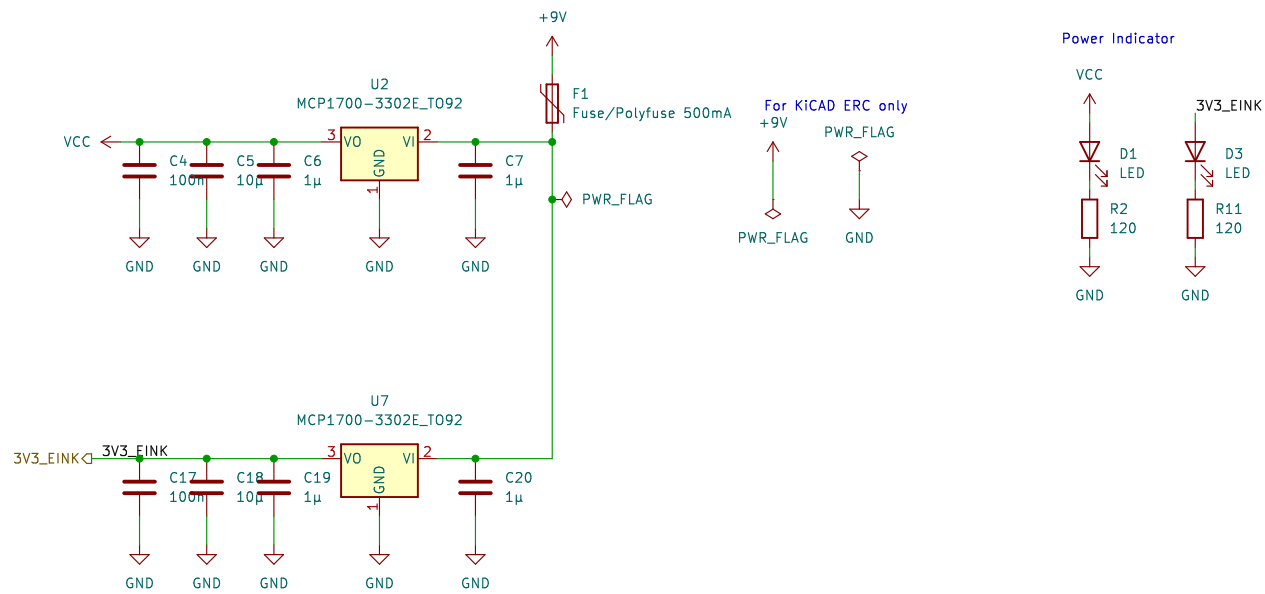 +9V
U2
MCP1700-3302E_TO92
F1
Fuse/Polyfuse 500mA
VCC
3
VO
VI
2
GND
1
C4
100n
C5
10µ
C6
1µ
C7
1µ
PWR_FLAG
GND
GND
GND
GND
GND
For KiCAD ERC only
+9V
PWR_FLAG
PWR_FLAG
GND
Power Indicator
VCC
3V3_EINK
D1
LED
D3
LED
R2
120
R11
120
GND
GND
U7
MCP1700-3302E_TO92
3V3_EINK
3V3_EINK
3
VO
VI
2
GND
1
C17
100n
C18
10µ
C19
1µ
C20
1µ
GND
GND
GND
GND
GND